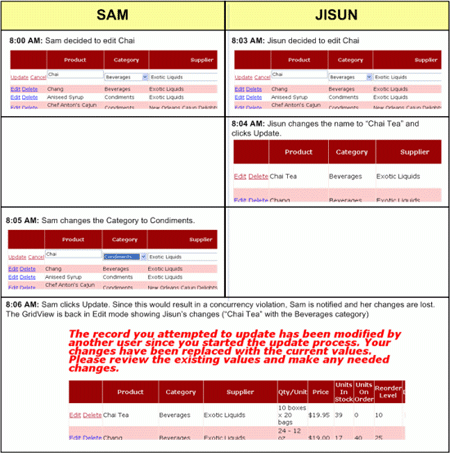 SAM JISUN
8:00 AM: Sam decided to edit Chai
Product Category Supplier
Update Cancel Chai Beverages Exotic Liquids
Edit Delete Chang Beverages Exotic Liquids
Edit Delete Aniseed Syrup Condiments Exotic Liquids
Edit Delete Chef Anton's Cajun Condiments New Orleans Cajun Delights
8:03 AM: Jisun decided to edit Chai
Product Category Supplier
Update Cancel Chai Beverages Exotic Liquids
Edit Delete Chang Beverages Exotic Liquids
Edit Delete Aniseed Syrup Condiments Exotic Liquids
Edit Delete Chef Anton's Cajun Condiments New Orleans Cajun Delights
8:04 AM: Jisun changes the name to “Chai Tea” and
clicks Update.
Product Category Supplier
Edit Delete Chai Tea Beverages Exotic Liquids
Edit Delete Chang Beverages Exotic Liquids
8:05 AM: Sam changes the Category to Condiments.
Product Category Supplier
Update Cancel Chai Condiments Exotic Liquids
Edit Delete Chang Beverages Exotic Liquids
Edit Delete Aniseed Syrup Condiments Exotic Liquids
Edit Delete Chef Anton's Cajun Condiments New Orleans Cajun Delights
8:06 AM: Sam clicks Update. Since this would result in a concurrency violation, Sam is notified and her changes are lost.
The GridView is back in Edit mode showing Jisun’s changes (“Chai Tea” with the Beverages category)
The record you attempted to update has been modified by
another user since you started the update process. Your
changes have been replaced with the current values.
Please review the existing values and make any needed
changes.
Product Category Supplier Qty/Unit Price Units In Stock Units On Order Reorder Level
Edit Delete Chai Tea Beverages Exotic Liquids 10 boxes x 20 bags $19.95 39 0 10
Edit Delete Chang Beverages Exotic Liquids 24 - 12 oz $19.00 17 40 25